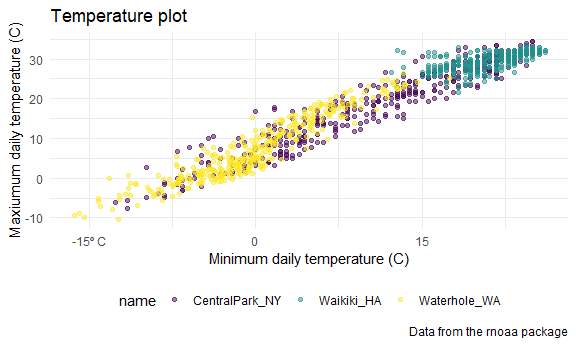 Temperature plot
Maxiumum daily temperature (C)
30
20
10
0
-10
-15º C
0
15
Minimum daily temperature (C)
name
CentralPark_NY
Waikiki_HA
Waterhole_WA
Data from the rnoaa package